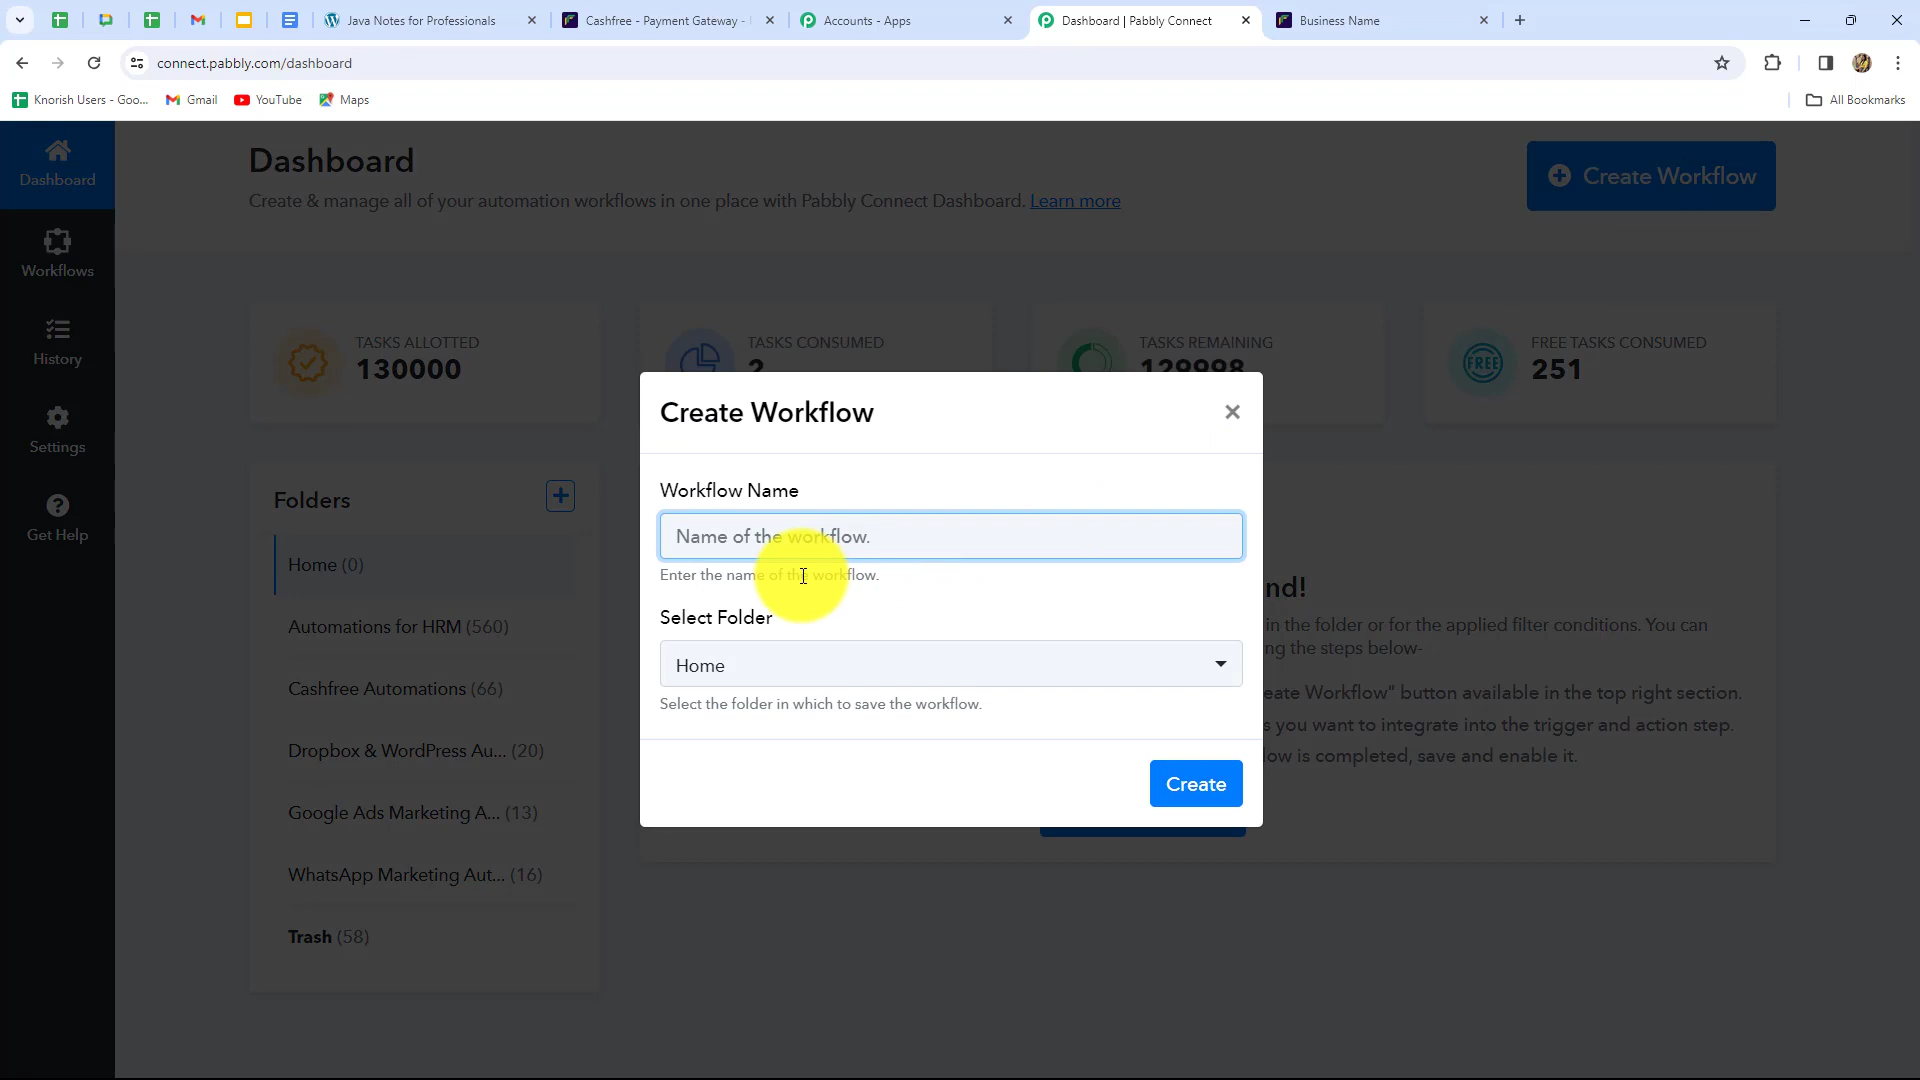 Java Notes for Professionals
Cashfree - Payment Gateway -
Accounts - Apps
Dashboard | Pabbly Connect
Business Name
connect.pabbly.com/dashboard
Knorish Users - Goo...
Gmail
YouTube
Maps
All Bookmarks
Dashboard
Workflows
History
Settings
Get Help
Dashboard
Create & manage all of your automation workflows in one place with Pabbly Connect Dashboard. Learn more
Create Workflow
TASKS ALLOTTED
130000
TASKS CONSUMED
2
TASKS REMAINING
129998
FREE
FREE TASKS CONSUMED
251
Folders
Home (0)
Automations for HRM (560)
Cashfree Automations (66)
Dropbox & WordPress Au... (20)
Google Ads Marketing A... (13)
WhatsApp Marketing Aut... (16)
Trash (58)
Create Workflow
Workflow Name
Name of the workflow.
Enter the name of the workflow.
Select Folder
Home
Select the folder in which to save the workflow.
Create
nd!
in the folder or for the applied filter conditions. You can
ng the steps below-
eate Workflow" button available in the top right section.
s you want to integrate into the trigger and action step.
low is completed, save and enable it.